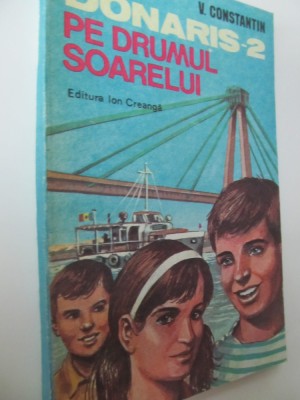 V. CONSTANTIN
DONARIS-2
PE DRUMUL
SOARELUI
Editura Ion Creangă